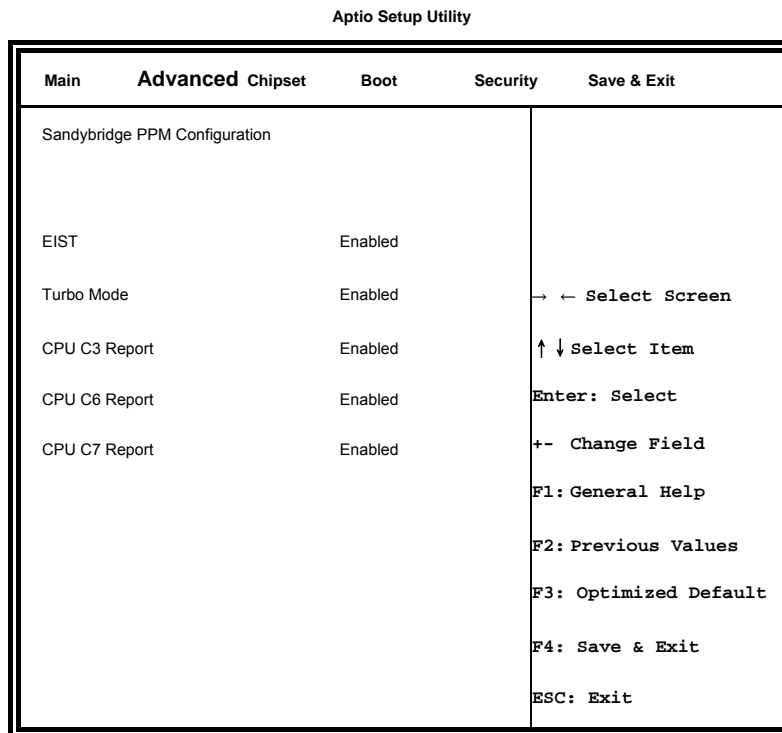 Aptio Setup Utility
Main Advanced Chipset Boot Security Save & Exit
Sandybridge PPM Configuration
EIST Enabled
Turbo Mode Enabled
→ ← Select Screen
CPU C3 Report Enabled
↑ ↓ Select Item
CPU C6 Report Enabled
Enter: Select
CPU C7 Report Enabled
+- Change Field
F1: General Help
F2: Previous Values
F3: Optimized Default
F4: Save & Exit
ESC: Exit